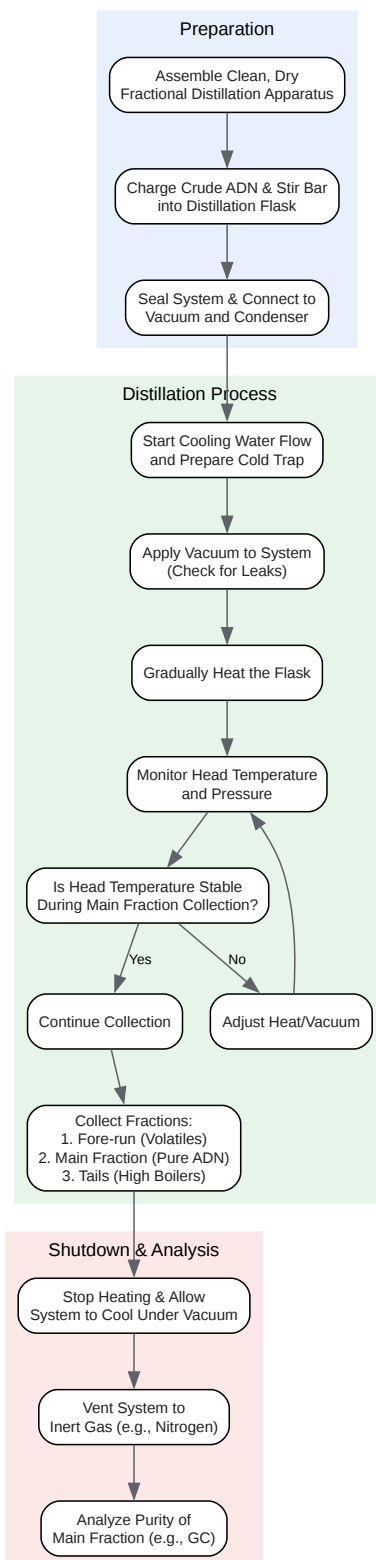 Preparation
Assemble Clean, Dry
Fractional Distillation Apparatus
Charge Crude ADN & Stir Bar
into Distillation Flask
Seal System & Connect to
Vacuum and Condenser
Distillation Process
Start Cooling Water Flow
and Prepare Cold Trap
Apply Vacuum to System
(Check for Leaks)
Gradually Heat the Flask
Monitor Head Temperature
and Pressure
Is Head Temperature Stable
During Main Fraction Collection?
Yes
No
Continue Collection
Adjust Heat/Vacuum
Collect Fractions:
1. Fore-run (Volatiles)
2. Main Fraction (Pure ADN)
3. Tails (High Boilers)
Shutdown & Analysis
Stop Heating & Allow
System to Cool Under Vacuum
Vent System to
Inert Gas (e.g., Nitrogen)
Analyze Purity of
Main Fraction (e.g., GC)